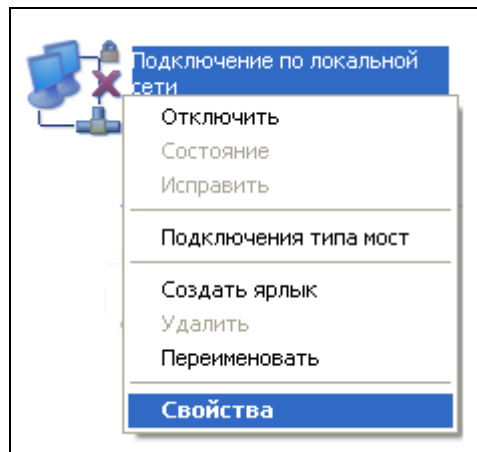 Подключение по локальной
сети
Отключить
Состояние
Исправить
Подключения типа мост
Создать ярлык
Удалить
Переименовать
Свойства